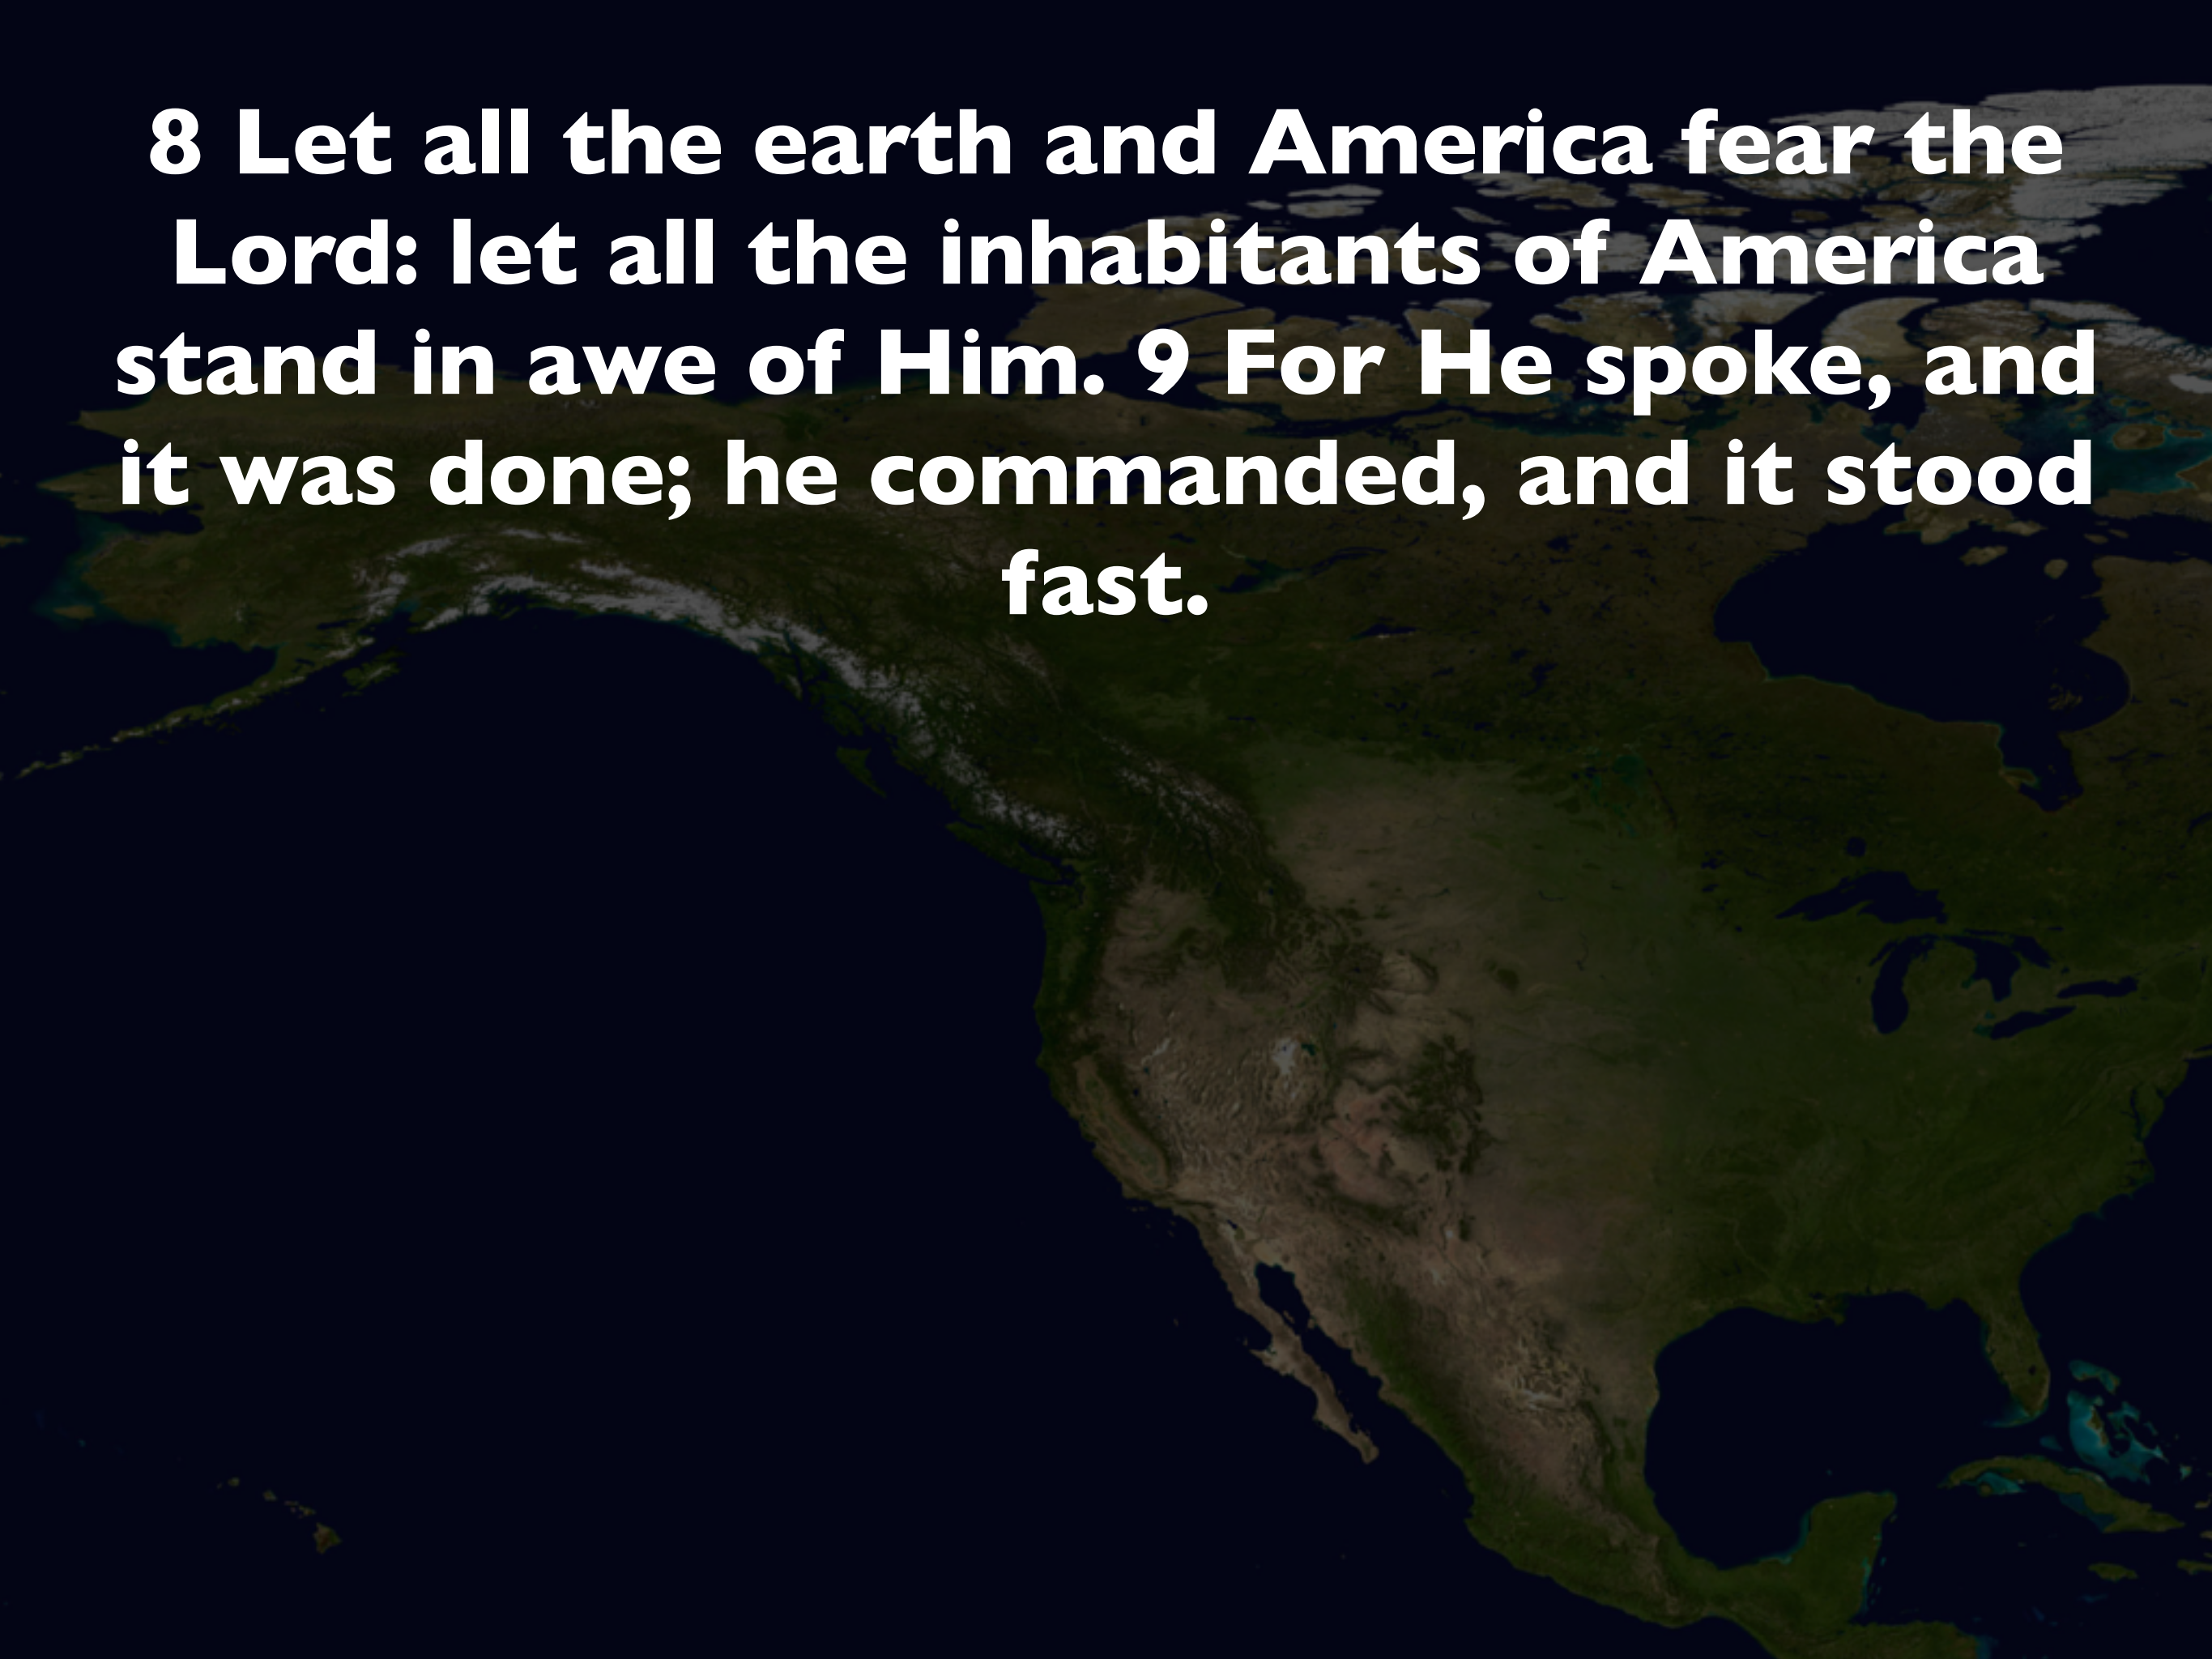 8 Let all the earth and America fear the
Lord: let all the inhabitants of America
stand in awe of Him. 9 For He spoke, and
it was done; he commanded, and it stood
fast.